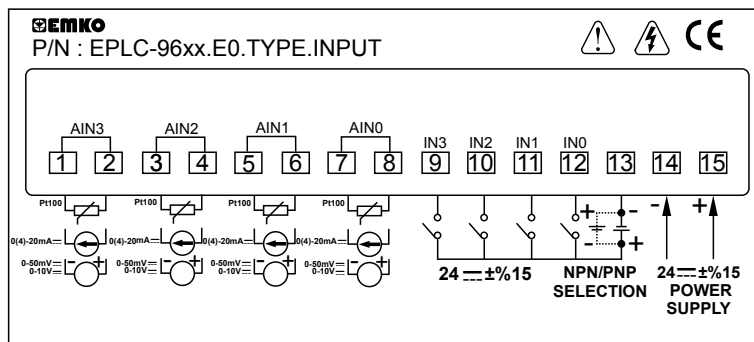 EMKO
P/N : EPLC-96xx.E0.TYPE.INPUT
CE
AIN3 AIN2 AIN1 AIN0 IN3 IN2 IN1 IN0
1 2 3 4 5 6 7 8 9 10 11 12 13 14 15
Pt100 Pt100 Pt100 Pt100
- +
+ -
0(4)-20mA 0(4)-20mA 0(4)-20mA 0(4)-20mA
- +
0-50mV - + 0-50mV - + 0-50mV - + 0-50mV - +
0-10V 0-10V 0-10V 0-10V
24 ±%15 NPN/PNP 24 ±%15
SELECTION POWER
SUPPLY